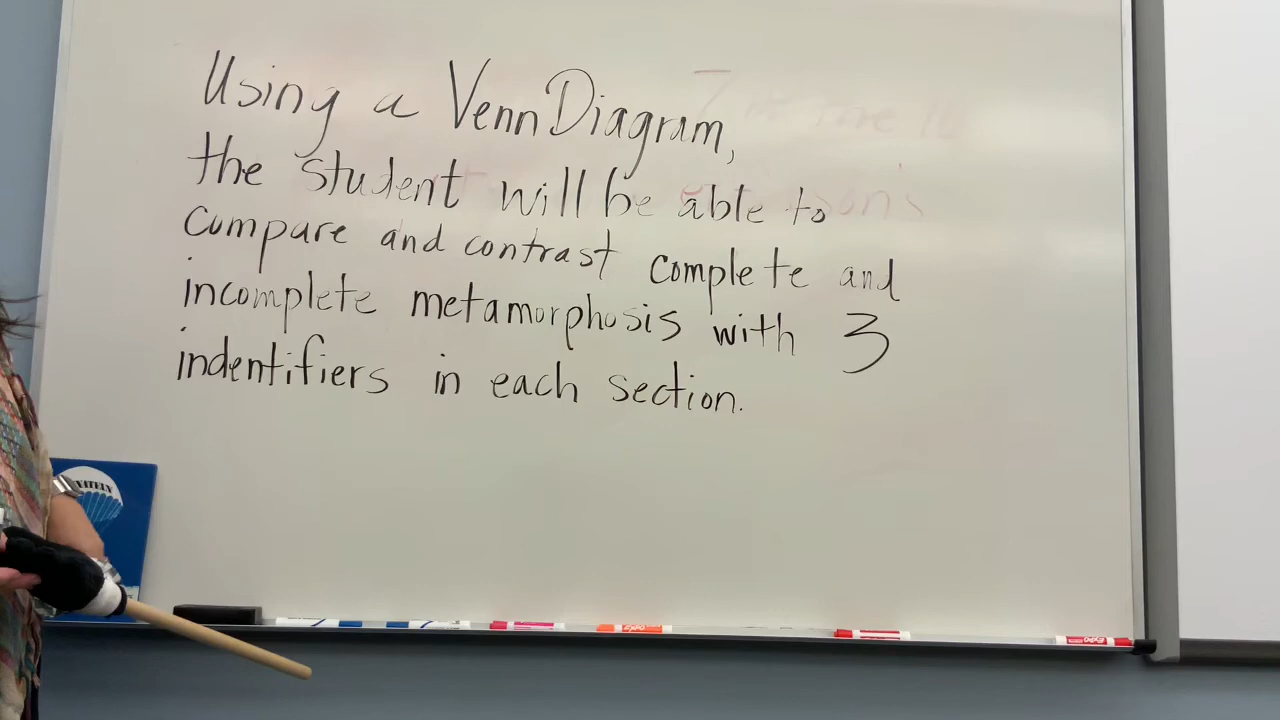 Using a Venn Diagram,
the student will be able to
compare and contrast complete and
incomplete metamorphosis with 3
indentifiers in each section.
EXPO